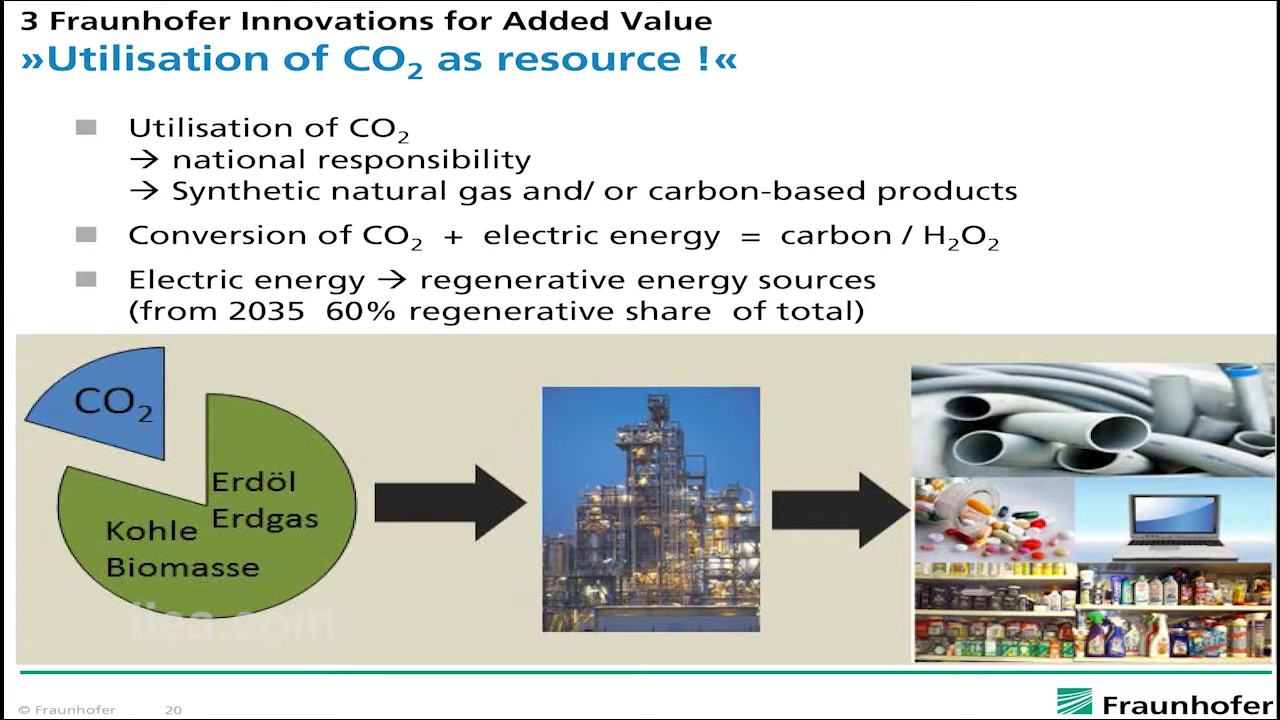 3 Fraunhofer Innovations for Added Value
»Utilisation of CO₂ as resource !«
Utilisation of CO₂
→ national responsibility
→ Synthetic natural gas and/ or carbon-based products
Conversion of CO₂ + electric energy = carbon / H₂O₂
Electric energy → regenerative energy sources
(from 2035 60% regenerative share of total)
CO₂
Erdöl
Erdgas
Kohle
Biomasse
© Fraunhofer 20
Fraunhofer